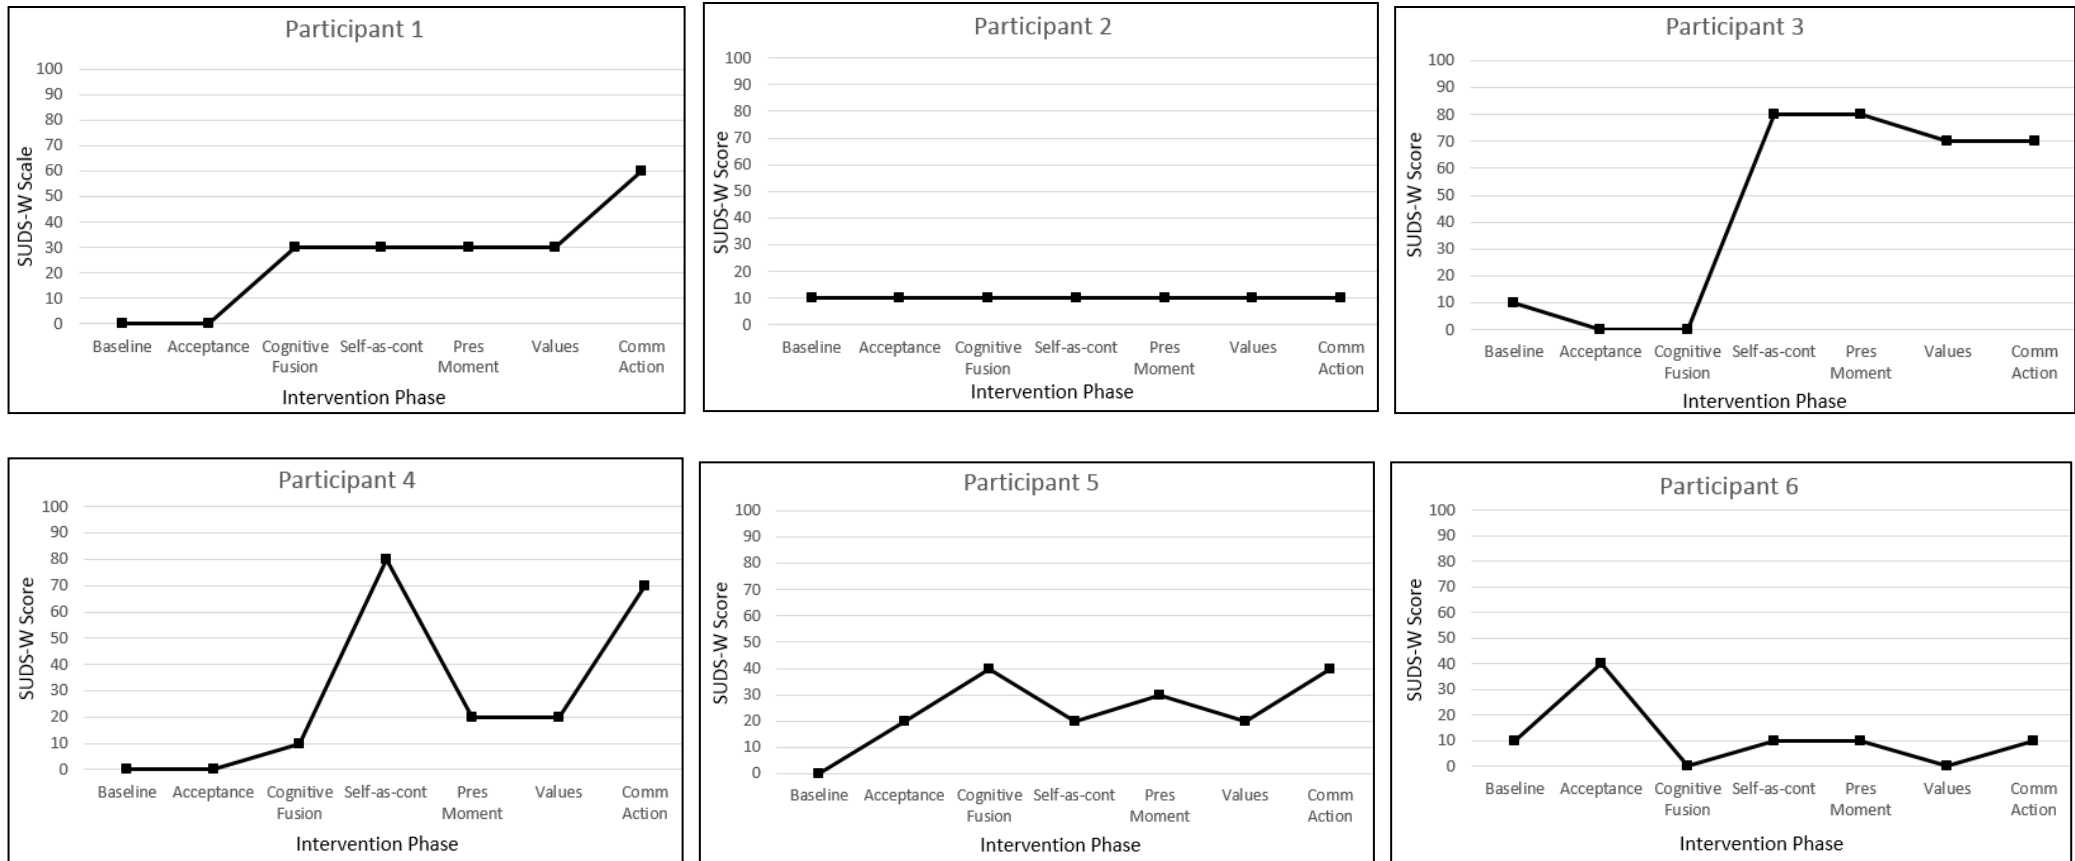 Participant 1
100
90
80
70
60
50
40
30
20
10
0
SUDS-W Scale
Baseline Acceptance Cognitive Self-as-cont Pres Values Comm
Fusion Moment Action
Intervention Phase
Participant 2
100
90
80
70
60
50
40
30
20
10
0
SUDS-W Score
Baseline Acceptance Cognitive Self-as-cont Pres Values Comm
Fusion Moment Action
Intervention Phase
Participant 3
100
90
80
70
60
50
40
30
20
10
0
SUDS-W Score
Baseline Acceptance Cognitive Self-as-cont Pres Values Comm
Fusion Moment Action
Intervention Phase
Participant 4
100
90
80
70
60
50
40
30
20
10
0
SUDS-W Score
Baseline Acceptance Cognitive Self-as-cont Pres Values Comm
Fusion Moment Action
Intervention Phase
Participant 5
100
90
80
70
60
50
40
30
20
10
0
SUDS-W Score
Baseline Acceptance Cognitive Self-as-cont Pres Values Comm
Fusion Moment Action
Intervention Phase
Participant 6
100
90
80
70
60
50
40
30
20
10
0
SUDS-W Score
Baseline Acceptance Cognitive Self-as-cont Pres Values Comm
Fusion Moment Action
Intervention Phase